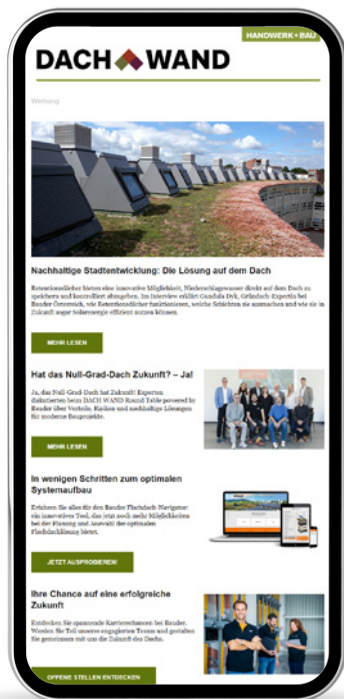 HANDWERK + BAU
DACH WAND
Werbung
Nachhaltige Stadtentwicklung: Die Lösung auf dem Dach
Retentionsdächer bieten eine innovative Möglichkeit, Niederschlagswasser direkt auf dem Dach zu
speichern und kontrolliert abzugeben. Im Interview erklärt Gundula Dyk, Gründach-Expertin bei
Bauder Österreich, wie Retentionsdächer funktionieren, welche Schichten sie ausmachen und wie sie in
Zukunft sogar Solarenergie effizient nutzen können.
MEHR LESEN
Hat das Null-Grad-Dach Zukunft? – Ja!
Ja, das Null-Grad-Dach hat Zukunft! Experten
diskutierten beim DACH WAND Round Table powered by
Bauder über Vorteile, Risiken und nachhaltige Lösungen
für moderne Bauprojekte.
MEHR LESEN
In wenigen Schritten zum optimalen
Systemaufbau
Erfahren Sie alles für den Bauder Flachdach-Navigator:
ein innovatives Tool, das jetzt noch mehr Möglichkeiten
bei der Planung und Auswahl der optimalen
Flachdachlösung bietet.
JETZT AUSPROBIEREN!
Ihre Chance auf eine erfolgreiche
Zukunft
Entdecken Sie spannende Karrierechancen bei Bauder.
Werden Sie Teil unseres engagierten Teams und gestalten
Sie gemeinsam mit uns die Zukunft des Dachs.
OFFENE STELLEN ENTDECKEN